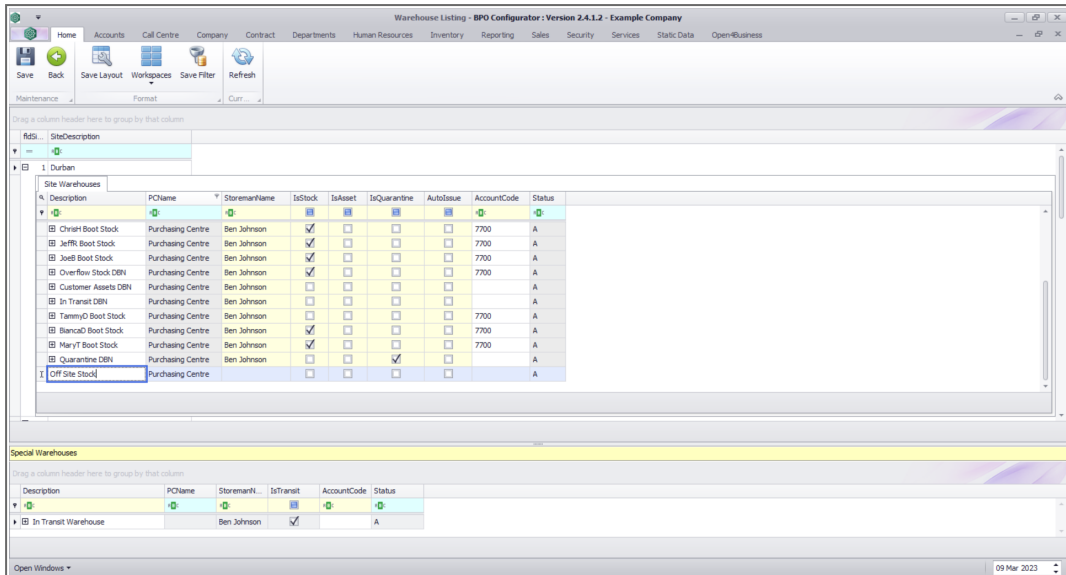 Warehouse Listing - BPO Configurator : Version 2.4.1.2 - Example Company
Home Accounts Call Centre Company Contract Departments Human Resources Inventory Reporting Sales Security Services Static Data Open4Business
Save Back Save Layout Workspaces Save Filter Refresh
Maintenance Format Curr ...
Drag a column header here to group by that column
fldSi... SiteDescription
1 Durban
Site Warehouses
Description PCName StoremanName IsStock IsAsset IsQuarantine AutoIssue AccountCode Status
ChrisH Boot Stock Purchasing Centre Ben Johnson 7700 A
JeffR Boot Stock Purchasing Centre Ben Johnson 7700 A
JoeB Boot Stock Purchasing Centre Ben Johnson 7700 A
Overflow Stock DBN Purchasing Centre Ben Johnson 7700 A
Customer Assets DBN Purchasing Centre Ben Johnson A
In Transit DBN Purchasing Centre Ben Johnson A
TammyD Boot Stock Purchasing Centre Ben Johnson 7700 A
BiancaD Boot Stock Purchasing Centre Ben Johnson 7700 A
MaryT Boot Stock Purchasing Centre Ben Johnson 7700 A
Quarantine DBN Purchasing Centre Ben Johnson A
Off Site Stock Purchasing Centre A
Special Warehouses
Drag a column header here to group by that column
Description PCName StoremanN... IsTransit AccountCode Status
In Transit Warehouse Ben Johnson A
Open Windows 09 Mar 2023